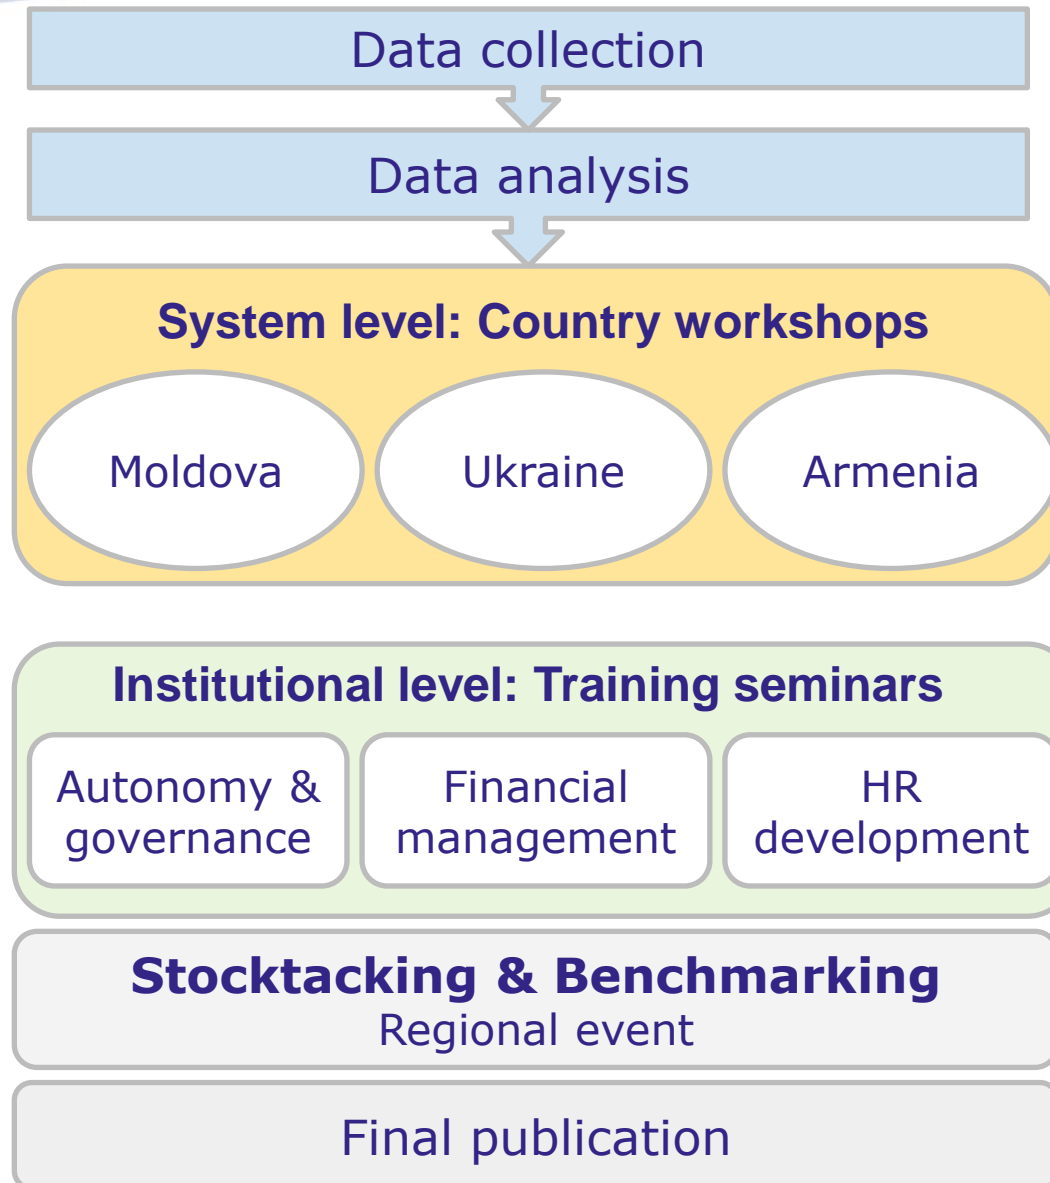 Data collection
Data analysis
System level: Country workshops
Moldova
Ukraine
Armenia
Institutional level: Training seminars
Autonomy &
governance
Financial
management
HR
development
Stocktacking & Benchmarking
Regional event
Final publication